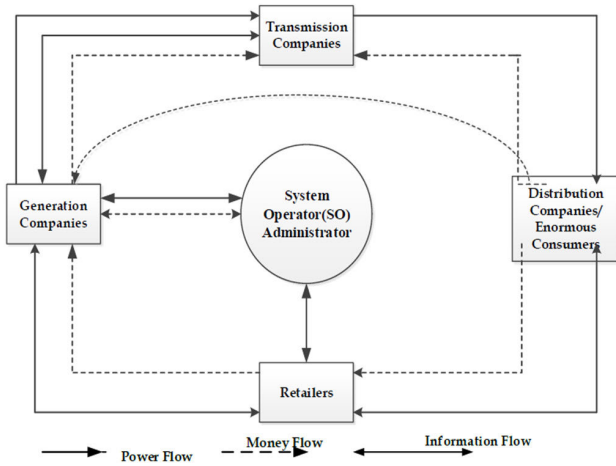 Transmission
Companies
Generation
Companies
System
Operator(SO)
Administrator
Distribution
Companies/
Enormous
Consumers
Retailers
Power Flow
Money Flow
Information Flow